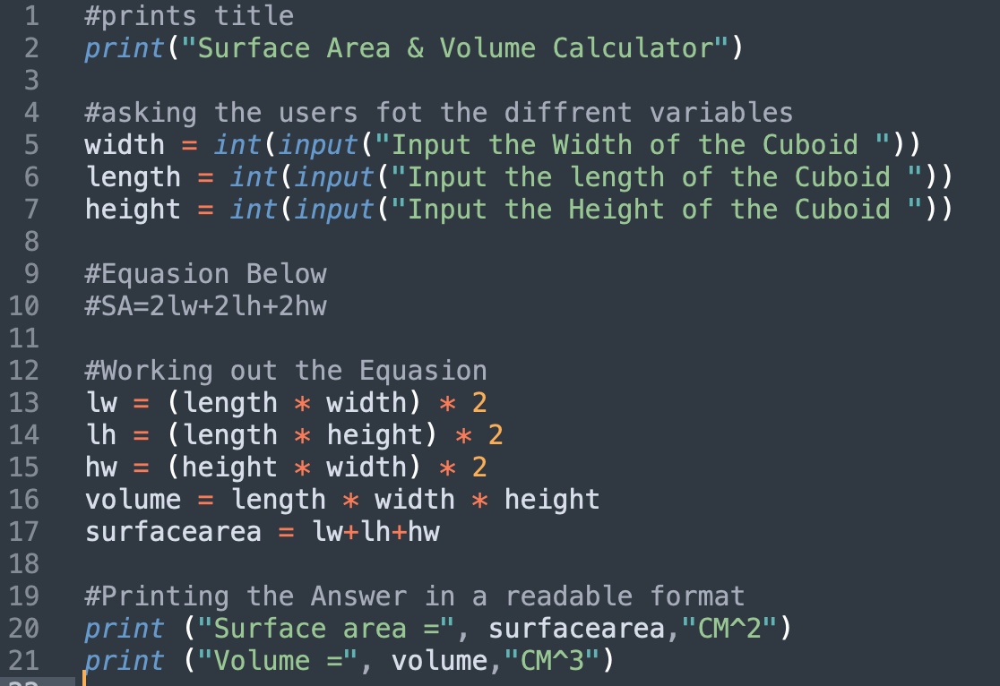 1 #prints title
2 print("Surface Area & Volume Calculator")
3
4 #asking the users fot the diffrent variables
5 width = int(input("Input the Width of the Cuboid "))
6 length = int(input("Input the length of the Cuboid "))
7 height = int(input("Input the Height of the Cuboid "))
8
9 #Equasion Below
10 #SA=2lw+2lh+2hw
11
12 #Working out the Equasion
13 lw = (length * width) * 2
14 lh = (length * height) * 2
15 hw = (height * width) * 2
16 volume = length * width * height
17 surfacearea = lw+lh+hw
18
19 #Printing the Answer in a readable format
20 print ("Surface area =", surfacearea,"CM^2")
21 print ("Volume =", volume,"CM^3")